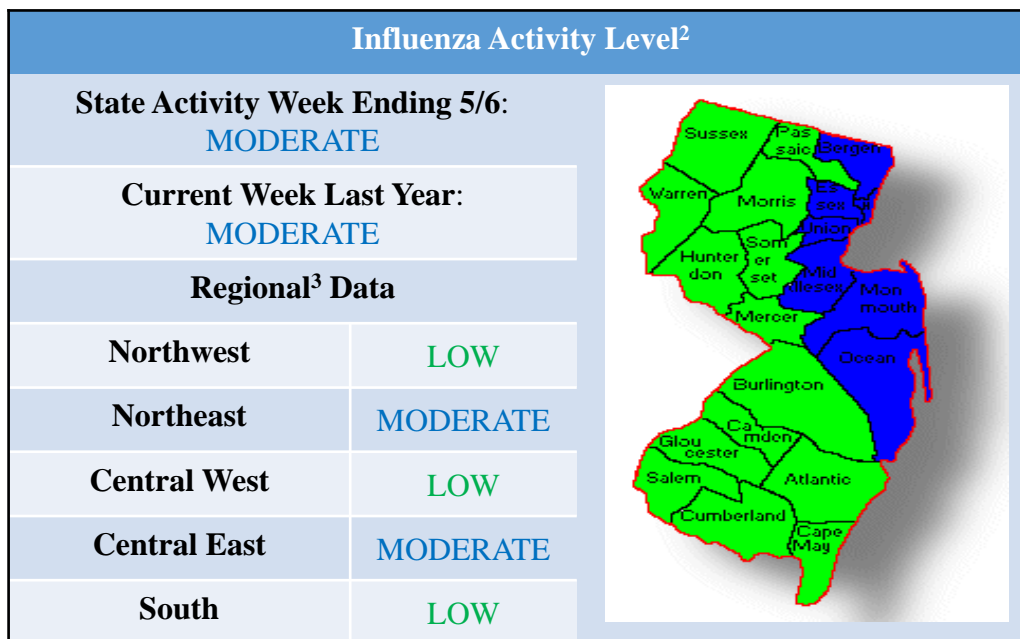 Influenza Activity Level²
State Activity Week Ending 5/6:
MODERATE
Current Week Last Year:
MODERATE
Regional³ Data
Northwest LOW
Northeast MODERATE
Central West LOW
Central East MODERATE
South LOW
Sussex
Pas
saic
Bergen
Warren
Morris
Es
sex
Union
Hunter
don
Som
er
set
Mid
dlesex
Mon
mouth
Mercer
Ocean
Burlington
Ca
mden
Glou
cester
Salem
Atlantic
Cumberland
Cape
May